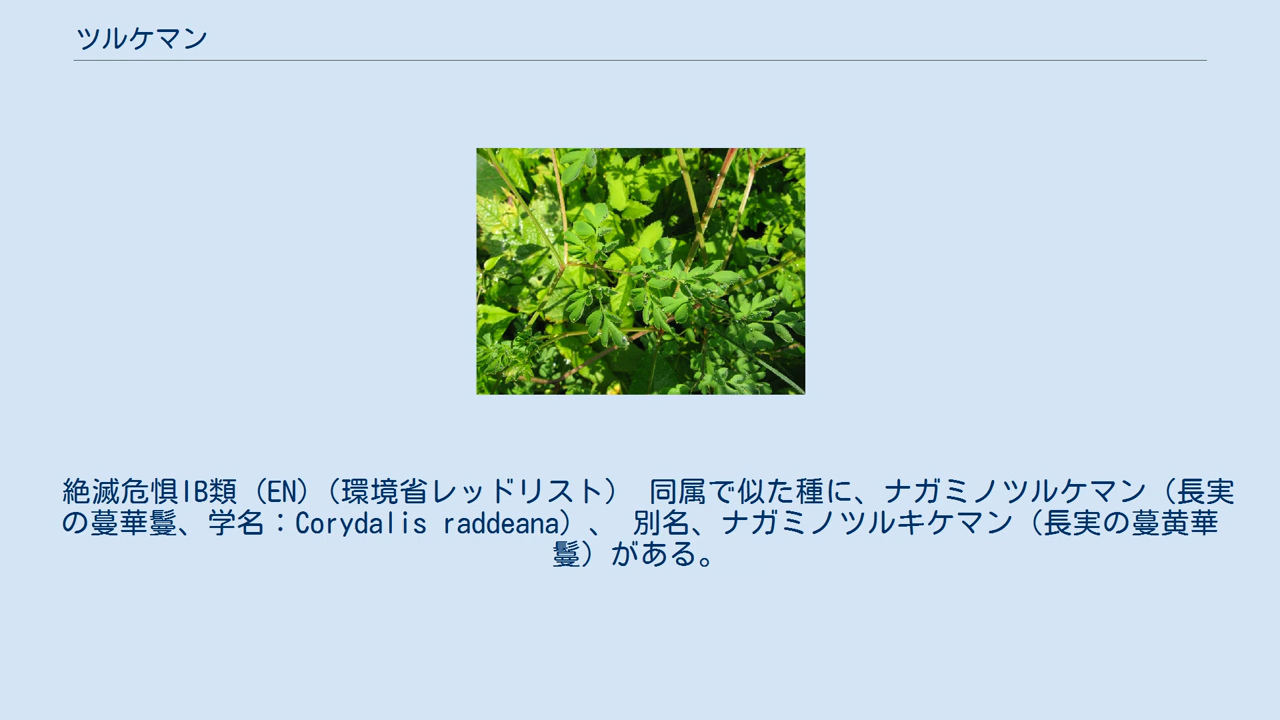 ツルケマン
絶滅危惧IB類 (EN)（環境省レッドリスト） 同属で似た種に、ナガミノツルケマン（長実
の蔓華鬘、学名：Corydalis raddeana）、 別名、ナガミノツルキケマン（長実の蔓黄華
鬘）がある。